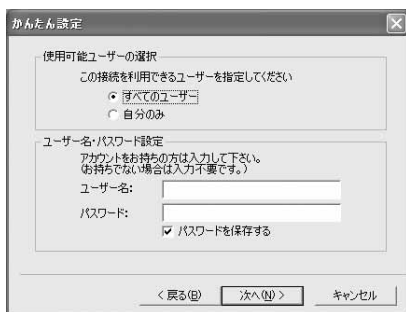 かんたん設定
使用可能ユーザーの選択
この接続を利用できるユーザーを指定してください
すべてのユーザー
自分のみ
ユーザー名・パスワード設定
アカウントをお持ちの方は入力して下さい。
(お持ちでない場合は入力不要です。)
ユーザー名:
パスワード:
パスワードを保存する
< 戻る(B) 次へ(N) > キャンセル